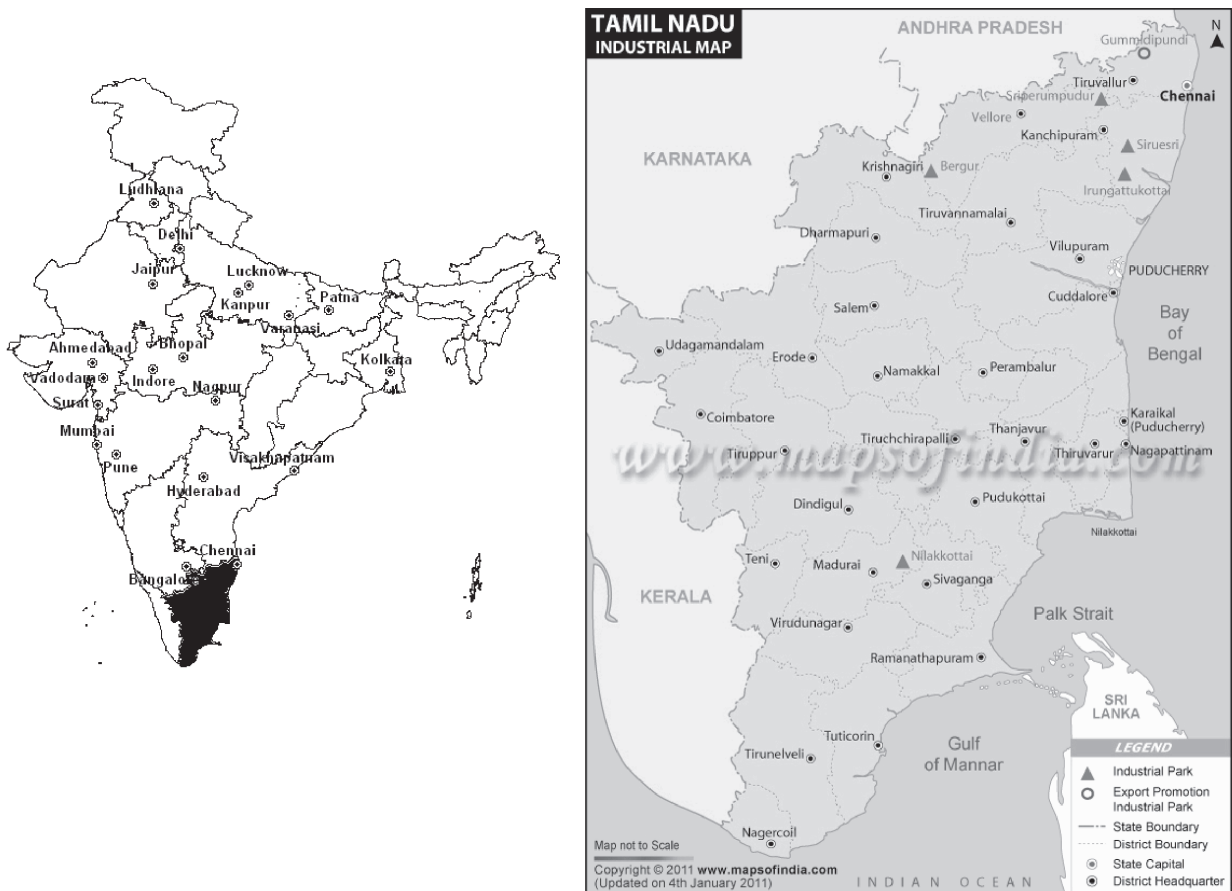 Ludhiana
Delhi
Jaipur
Lucknow
Kanpur
Patna
Varanasi
Ahmedabad
Bhopal
Kolkata
Vadodam
Indore
Nagpur
Surat
Mumbai
Pune
Visakhapatnam
Hyderabad
Chennai
Bangalo
TAMIL NADU
INDUSTRIAL MAP
ANDHRA PRADESH
N
Gummidipundi
Tiruvallur
Sriperumpudur
Chennai
Vellore
Kanchipuram
Siruesri
KARNATAKA
Krishnagiri
Bergur
Irungattukottai
Tiruvannamalai
Dharmapuri
Vilupuram
PUDUCHERRY
Cuddalore
Salem
Bay
of
Bengal
Udagamandalam
Erode
Namakkal
Perambalur
Coimbatore
Karaikal
(Puducherry)
Tiruchchirapalli
Thanjavur
Tiruppur
Thiruvarur
Nagapattinam
www.mapsofindia.com
Dindigul
Pudukottai
Nilakkottai
Nilakkottai
Teni
Madurai
Sivaganga
KERALA
Palk Strait
Virudunagar
Ramanathapuram
SRI
LANKA
Tuticorin
Tirunelveli
Gulf
of Mannar
LEGEND
Industrial Park
Export Promotion
Industrial Park
State Boundary
District Boundary
State Capital
District Headquarter
Nagercoil
Map not to Scale
Copyright © 2011 www.mapsofindia.com
(Updated on 4th January 2011)
INDIAN OCEAN